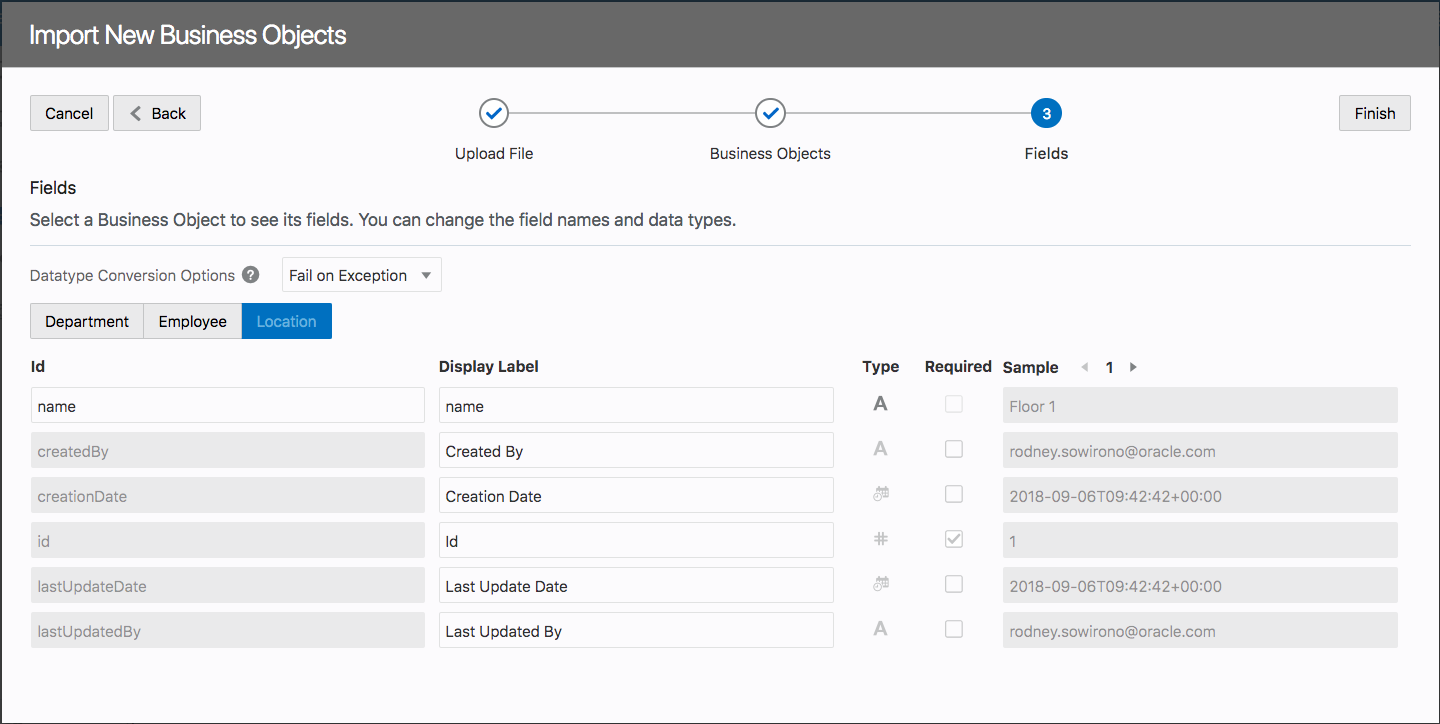 Import New Business Objects
Cancel Back 3 Finish
Upload File Business Objects Fields
Fields
Select a Business Object to see its fields. You can change the field names and data types.
Datatype Conversion Options ? Fail on Exception
Department Employee Location
Id Display Label Type Required Sample 1
name name A Floor 1
createdBy Created By A rodney.sowirono@oracle.com
creationDate Creation Date 2018-09-06T09:42:42+00:00
id Id # 1
lastUpdateDate Last Update Date 2018-09-06T09:42:42+00:00
lastUpdatedBy Last Updated By A rodney.sowirono@oracle.com